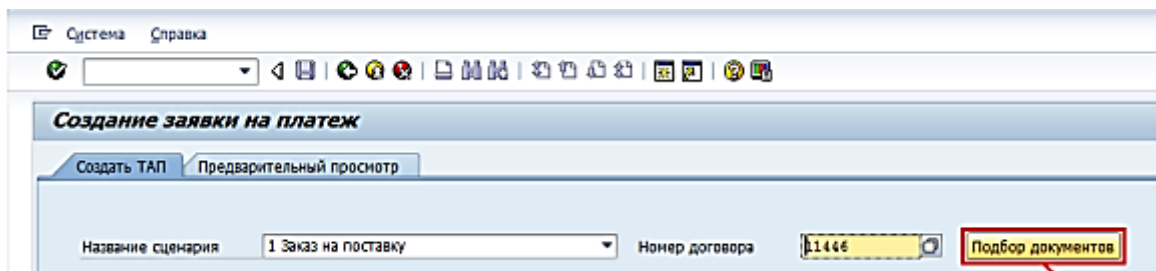 Система Справка
Создание заявки на платеж
Создать ТАП Предварительный просмотр
Название сценария 1 Заказ на поставку Номер договора 11446 Подбор документов